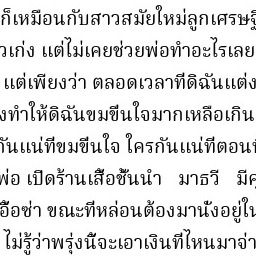 ก็เหมือนกับสาวสมัยใหม่ลูกเศรษฐี
วเก่ง แต่ไม่เคยช่วยพ่อทำอะไรเลย
แต่เพียงว่า ตลอดเวลาที่ดิฉันแต่ง
งทำให้ดิฉันขมขื่นใจมากเหลือเกิน
กันแน่ที่ขมขื่นใจ ใครกันแน่ที่ตอนท
พ่อ เปิดร้านเสื้อชั้นนำ มาธวี มีคุ
อื้อซ่า ขณะที่หล่อนต้องมานั่งอยู่ใน
ไม่รู้ว่าพรุ่งนี้จะเอาเงินที่ไหนมาจ่า